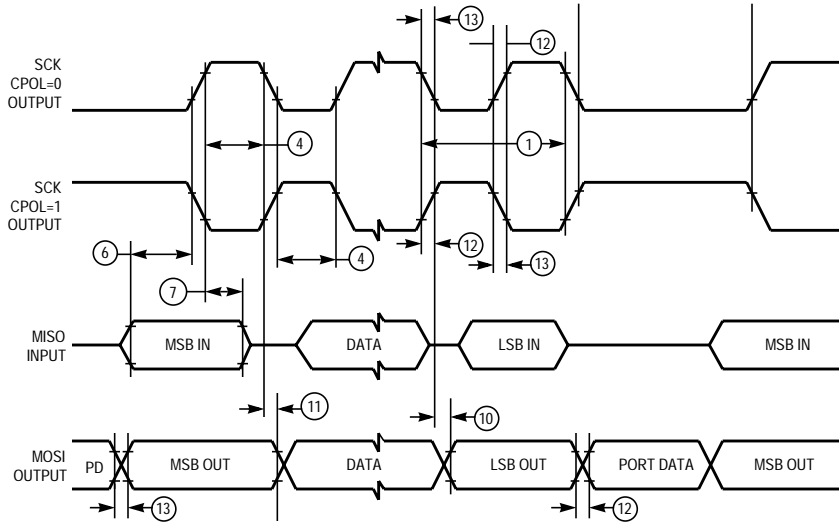 13
12
SCK
CPOL=0
OUTPUT
4
1
SCK
CPOL=1
OUTPUT
6
12
4
13
7
MISO
INPUT
MSB IN
DATA
LSB IN
MSB IN
11
10
MOSI
OUTPUT
PD
MSB OUT
DATA
LSB OUT
PORT DATA
MSB OUT
13
12